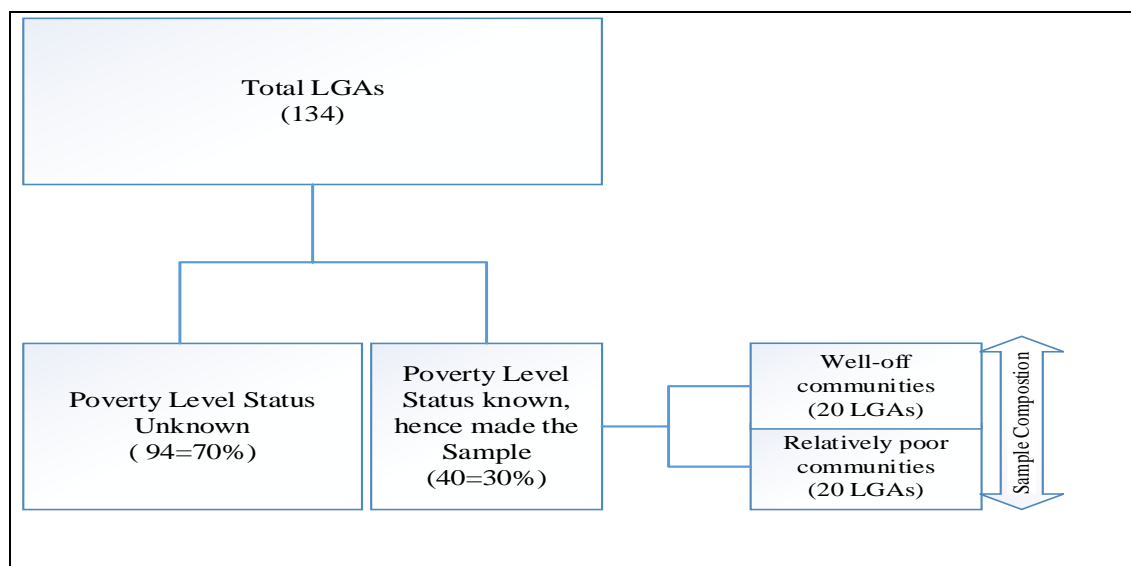 Total LGAs
(134)
Poverty Level Status
Unknown
( 94=70%)
Poverty Level
Status known,
hence made the
Sample
(40=30%)
Well-off
communities
(20 LGAs)
Relatively poor
communities
(20 LGAs)
Sample Compostion